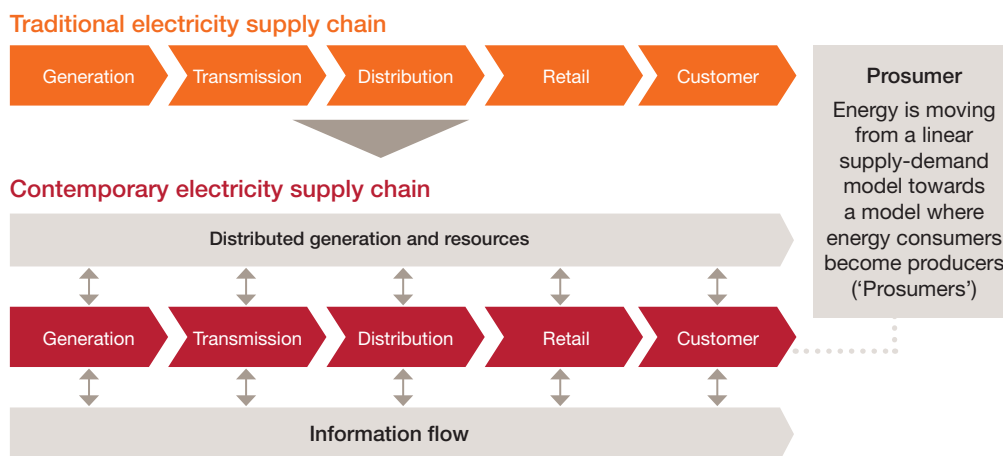 Traditional electricity supply chain
Generation
Transmission
Distribution
Retail
Customer
Prosumer
Energy is moving
from a linear
supply-demand
model towards
a model where
energy consumers
become producers
(‘Prosumers’)
Contemporary electricity supply chain
Distributed generation and resources
Generation
Transmission
Distribution
Retail
Customer
Information flow